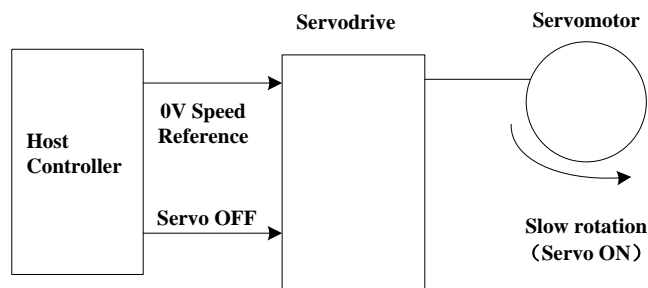 Servodrive
Servomotor
0V Speed
Reference
Host
Controller
Servo OFF
Slow rotation
（Servo ON）